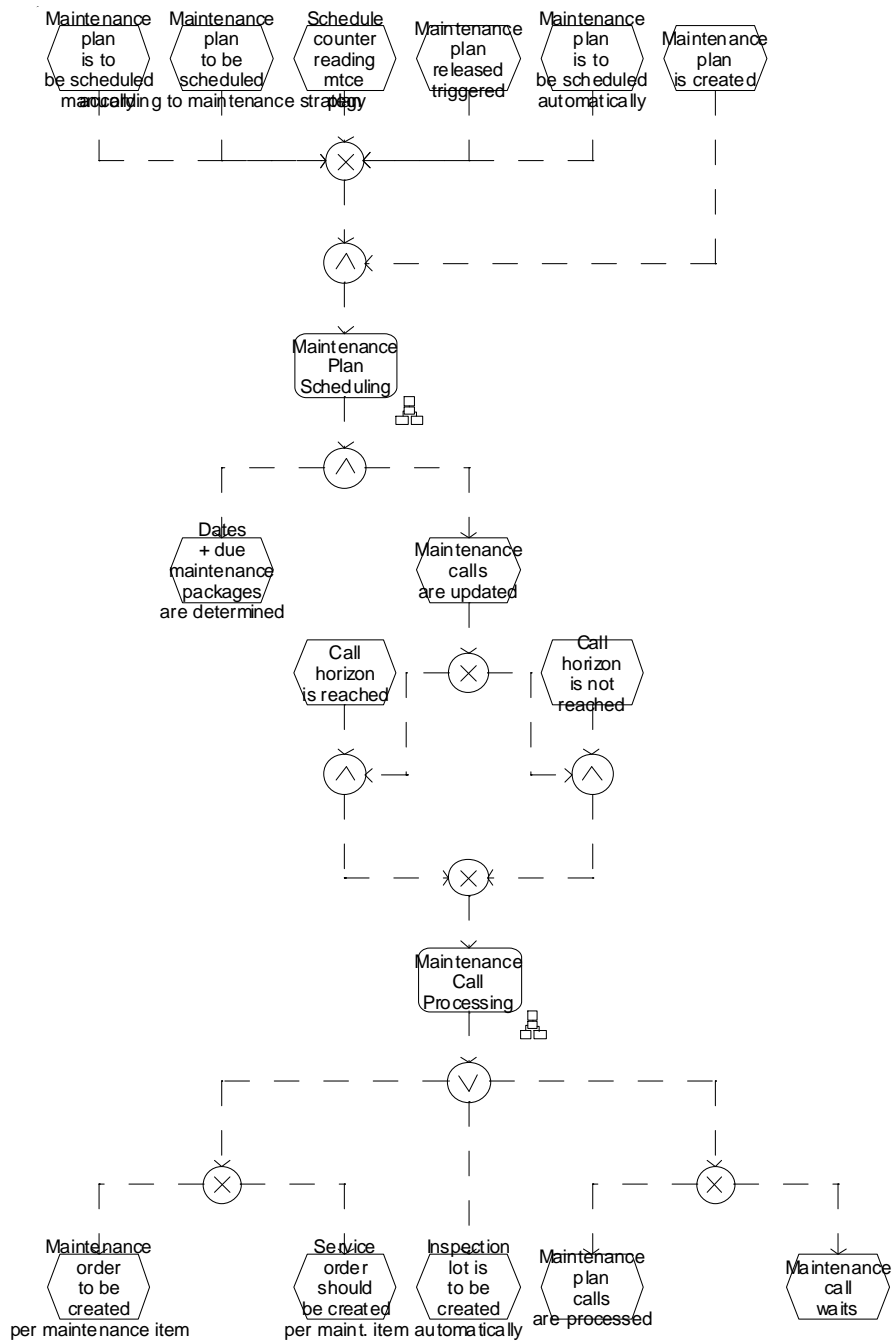 Maintenance
plan
is to
be scheduled
manually
Maintenance
plan
to be
scheduled
according to maintenance strategy
Schedule
counter
reading
mtce
plan
Maintenance
plan
released
triggered
Maintenance
plan
is to
be scheduled
automatically
Maintenance
plan
is created
Maintenance
Plan
Scheduling
Dates
+ due
maintenance
packages
are determined
Maintenance
calls
are updated
Call
horizon
is reached
Call
horizon
is not
reached
Maintenance
Call
Processing
Maintenance
order
to be
created
per maintenance item
Service
order
should
be created
per maint. item
Inspection
lot is
to be
created
automatically
Maintenance
plan
calls
are processed
Maintenance
call
waits